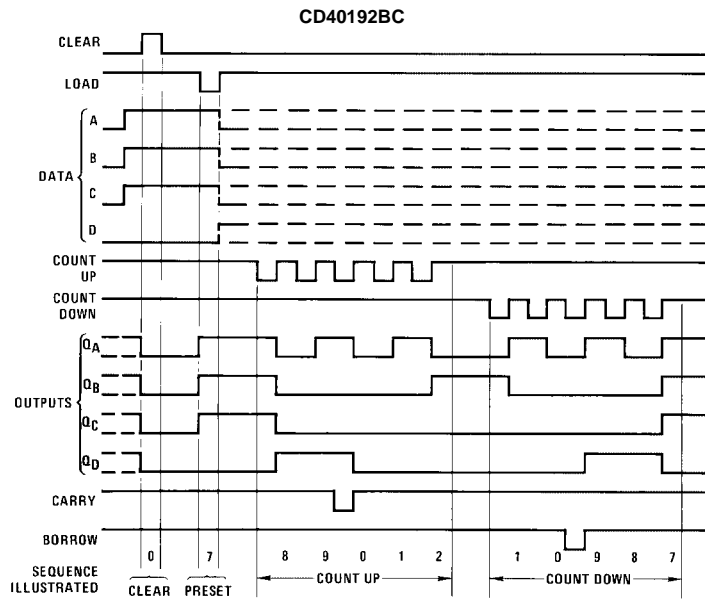 CD40192BC
CLEAR
LOAD
A
B
DATA
C
D
COUNT
UP
COUNT
DOWN
QA
QB
OUTPUTS
QC
QD
CARRY
BORROW
0 7 8 9 0 1 2 1 0 9 8 7
SEQUENCE
ILLUSTRATED
CLEAR PRESET COUNT UP COUNT DOWN